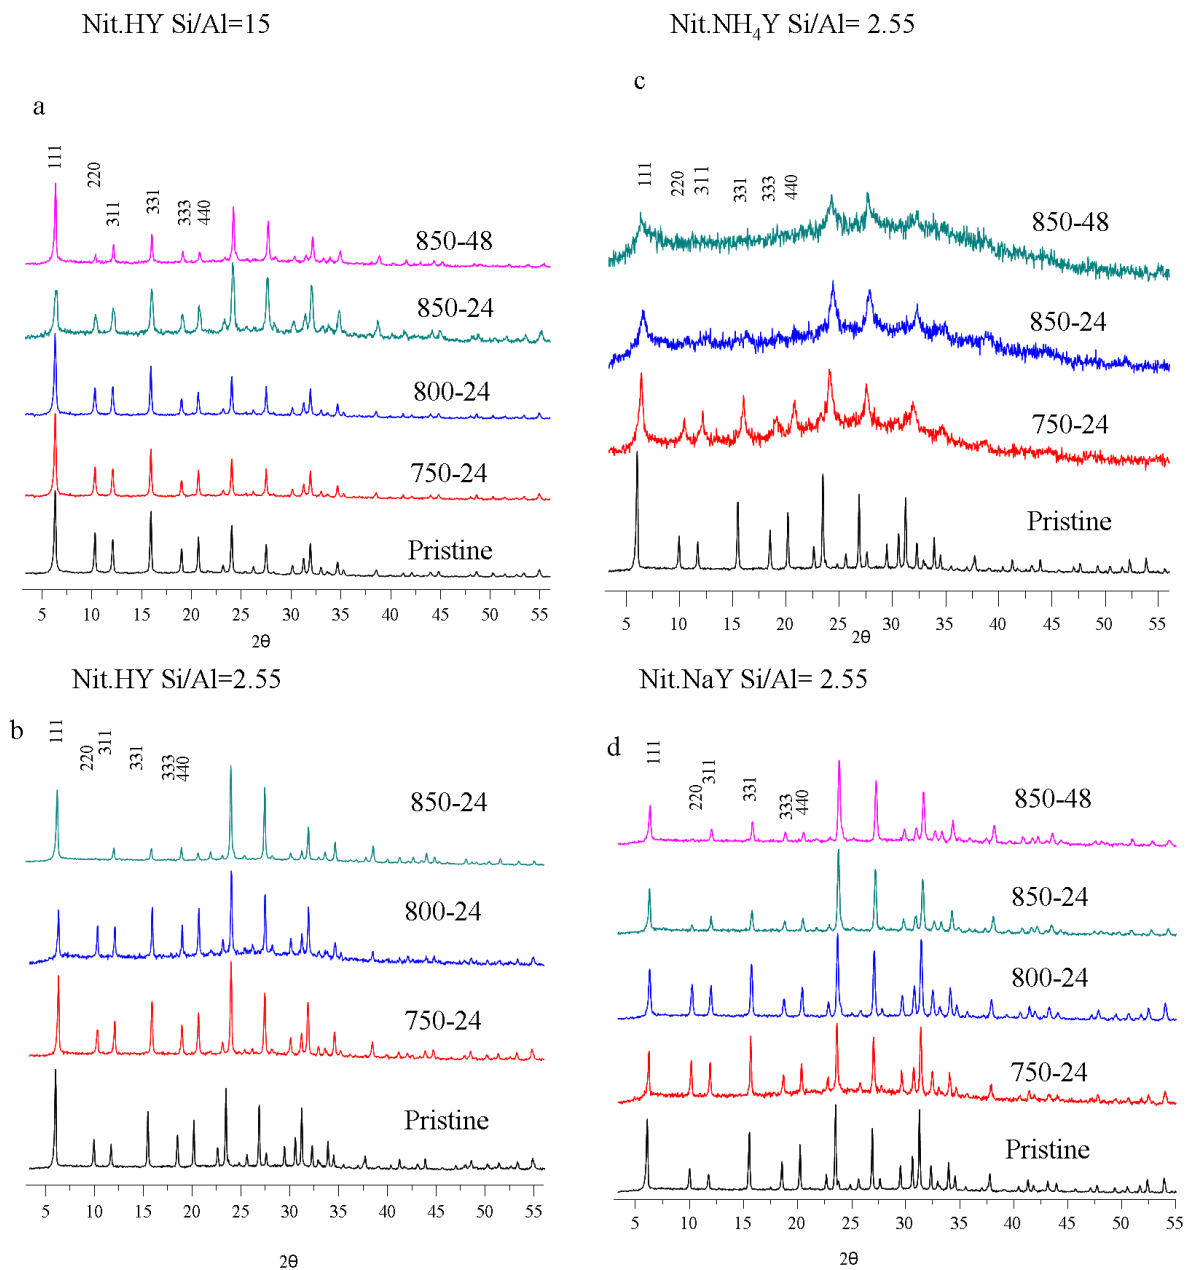 Nit.HY Si/Al=15
a
111
220
311
331
333
440
850-48
850-24
800-24
750-24
Pristine
5 10 15 20 25 30 35 40 45 50 55
2θ
Nit.NH₄Y Si/Al= 2.55
c
111
220
311
331
333
440
850-48
850-24
750-24
Pristine
5 10 15 20 25 30 35 40 45 50 55
2θ
Nit.HY Si/Al=2.55
b
111
220
311
331
333
440
850-24
800-24
750-24
Pristine
5 10 15 20 25 30 35 40 45 50 55
2θ
Nit.NaY Si/Al= 2.55
d
111
220
311
331
333
440
850-48
850-24
800-24
750-24
Pristine
5 10 15 20 25 30 35 40 45 50 55
2θ